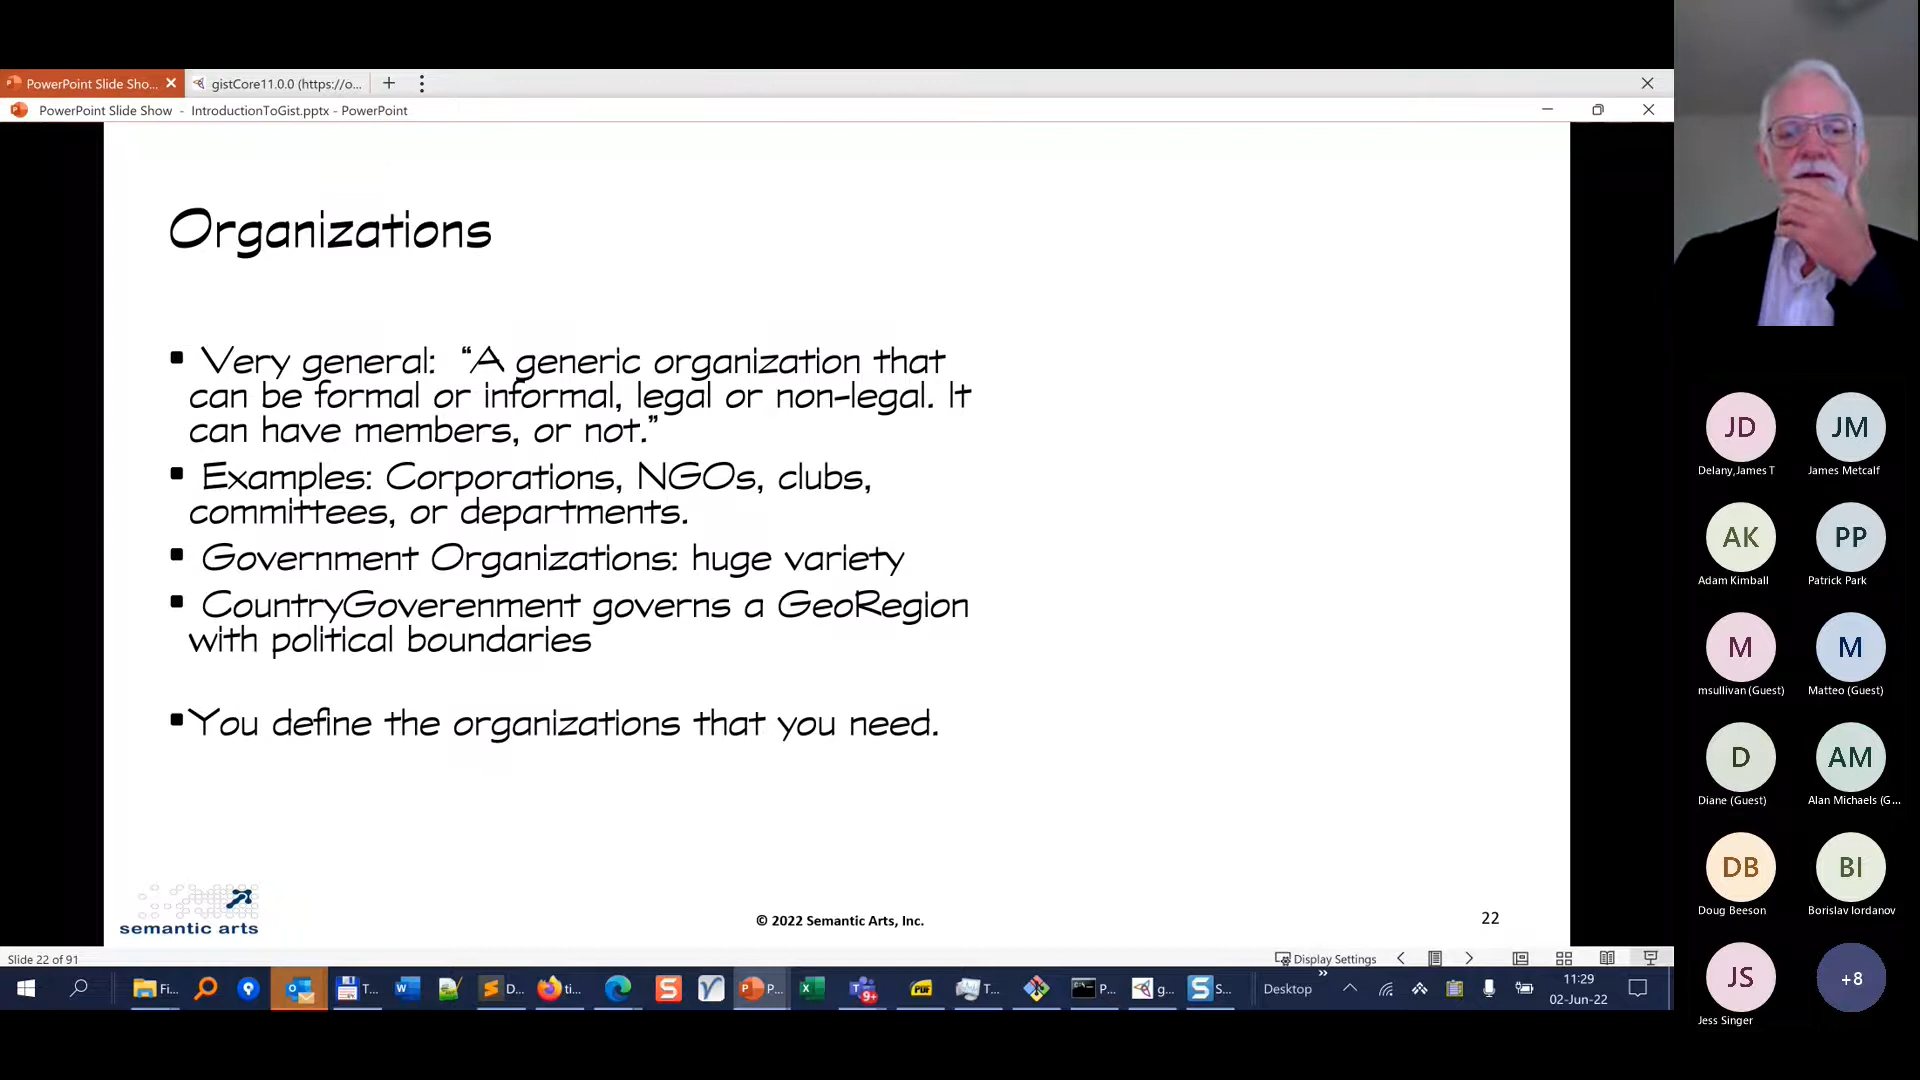 PowerPoint Slide Sho...
gistCore11.0.0 (https://o...
PowerPoint Slide Show - IntroductionToGist.pptx - PowerPoint
Organizations
▪ Very general: “A generic organization that
can be formal or informal, legal or non-legal. It
can have members, or not.”
▪ Examples: Corporations, NGOs, clubs,
committees, or departments.
▪ Government Organizations: huge variety
▪ CountryGoverenment governs a GeoRegion
with political boundaries
▪ You define the organizations that you need.
semantic arts
© 2022 Semantic Arts, Inc.
22
Slide 22 of 91
Display Settings
Fi...
T...
D...
ti...
P...
9+
T...
P...
g...
S...
Desktop
11:29
02-Jun-22
JD
JM
Delany,James T
James Metcalf
AK
PP
Adam Kimball
Patrick Park
M
M
msullivan (Guest)
Matteo (Guest)
D
AM
Diane (Guest)
Alan Michaels (G...
DB
BI
Doug Beeson
Borislav Iordanov
JS
+8
Jess Singer